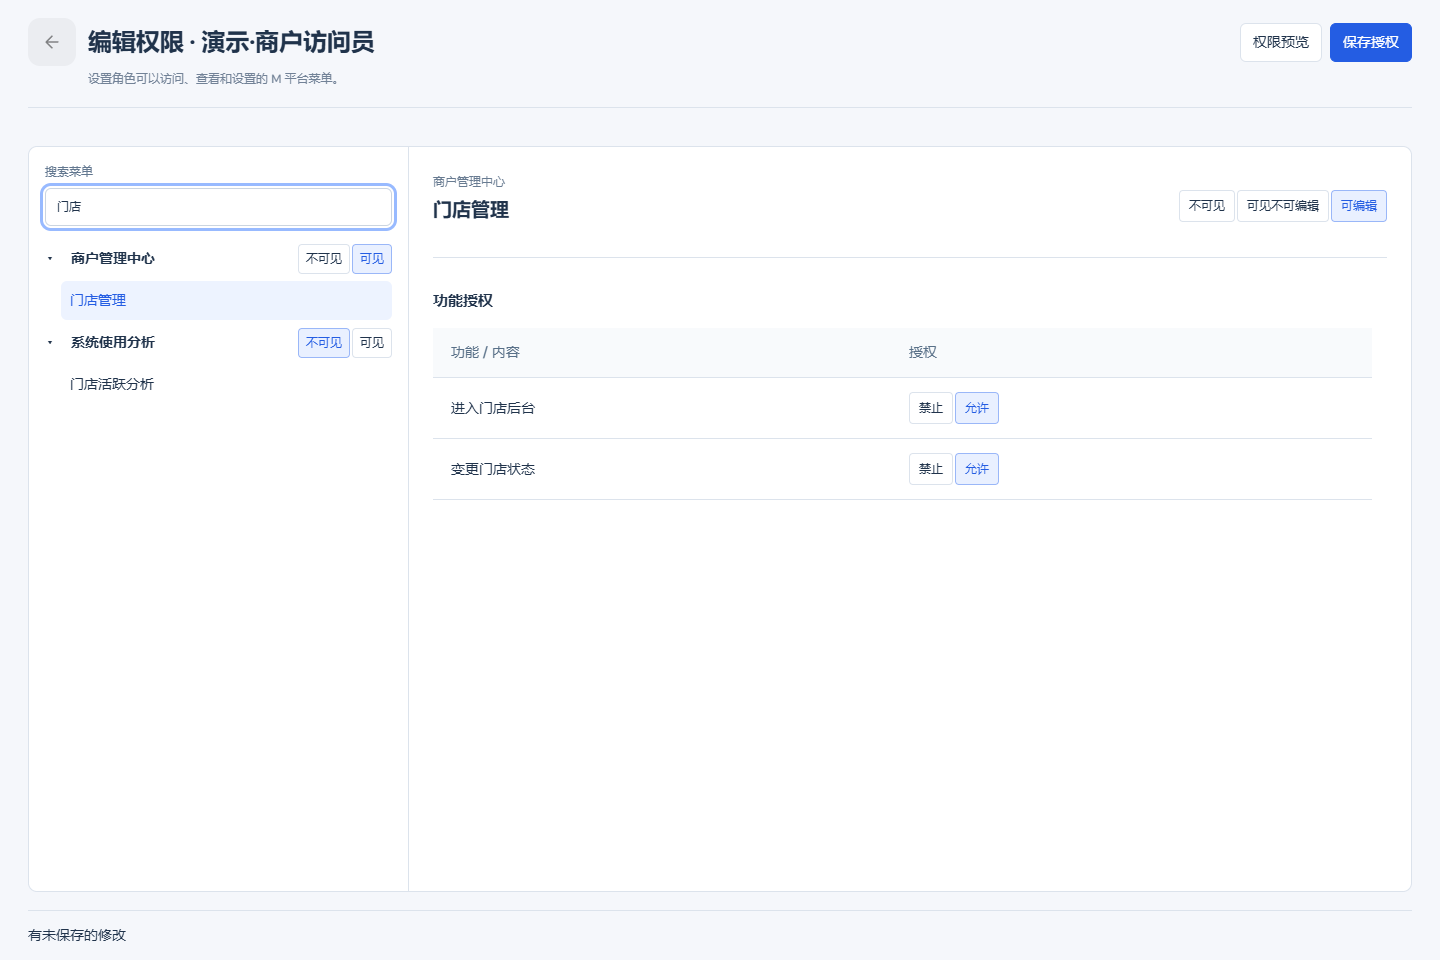 编辑权限 · 演示·商户访问员
设置角色可以访问、查看和设置的 M 平台菜单。
权限预览
保存授权
搜索菜单
门店
商户管理中心
不可见
可见
门店管理
系统使用分析
不可见
可见
门店活跃分析
商户管理中心
门店管理
不可见
可见不可编辑
可编辑
功能授权
功能 / 内容
授权
进入门店后台
禁止
允许
变更门店状态
禁止
允许
有未保存的修改